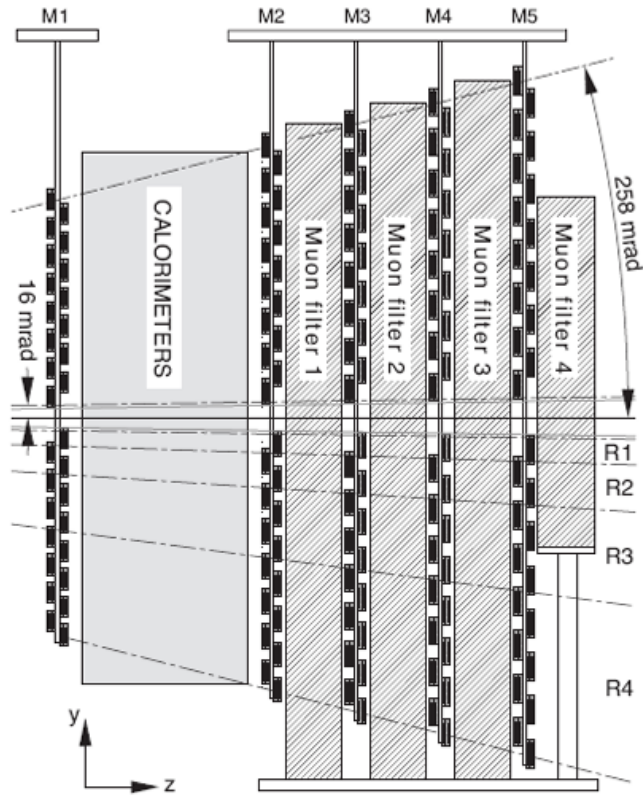 M1
M2
M3
M4
M5
CALORIMETERS
Muon filter 1
Muon filter 2
Muon filter 3
Muon filter 4
258 mrad
16 mrad
R1
R2
R3
R4
y
z